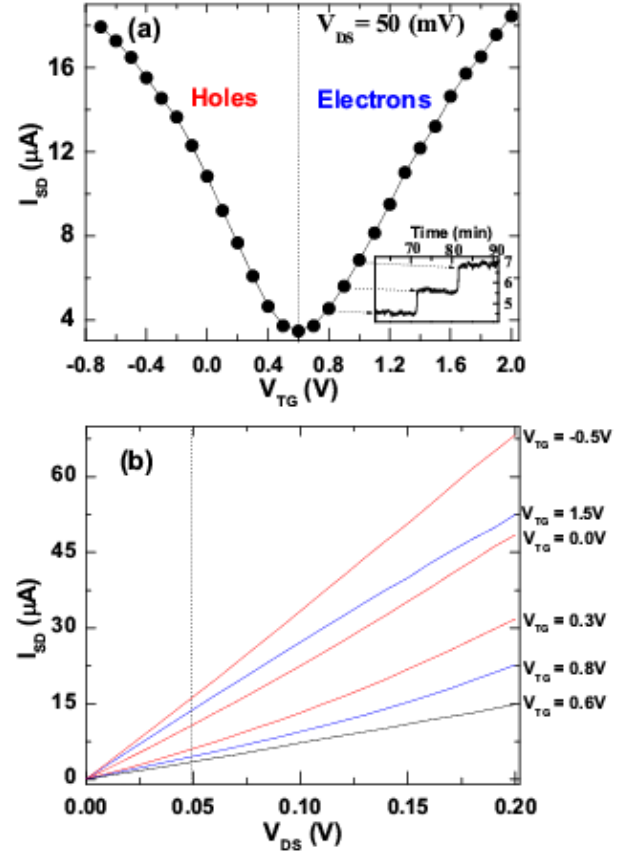 (a) V_DS = 50 (mV)
Holes Electrons
I_SD (μA)
16
12
8
4
Time (min)
70 80 90
7
6
5
-0.8 -0.4 0.0 0.4 0.8 1.2 1.6 2.0
V_TG (V)
(b)
I_SD (μA)
60
45
30
15
0
V_TG = -0.5V
V_TG = 1.5V
V_TG = 0.0V
V_TG = 0.3V
V_TG = 0.8V
V_TG = 0.6V
0.00 0.05 0.10 0.15 0.20
V_DS (V)